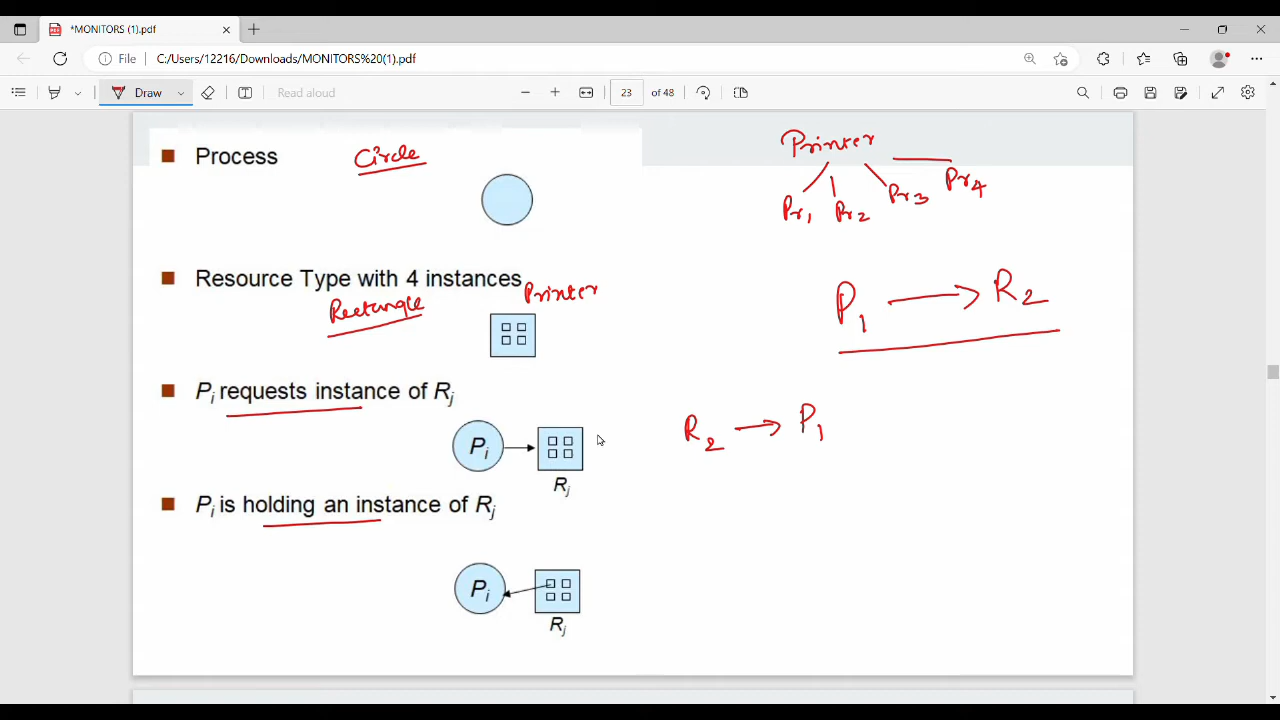 *MONITORS (1).pdf
File
C:/Users/12216/Downloads/MONITORS%20(1).pdf
Draw
Read aloud
23
of 48
Process
Circle
Printer
Pr1
Pr2
Pr3
Pr4
Resource Type with 4 instances
Rectangle
Printer
P1 → R2
Pi requests instance of Rj
Pi
Rj
R2 → P1
Pi is holding an instance of Rj
Pi
Rj